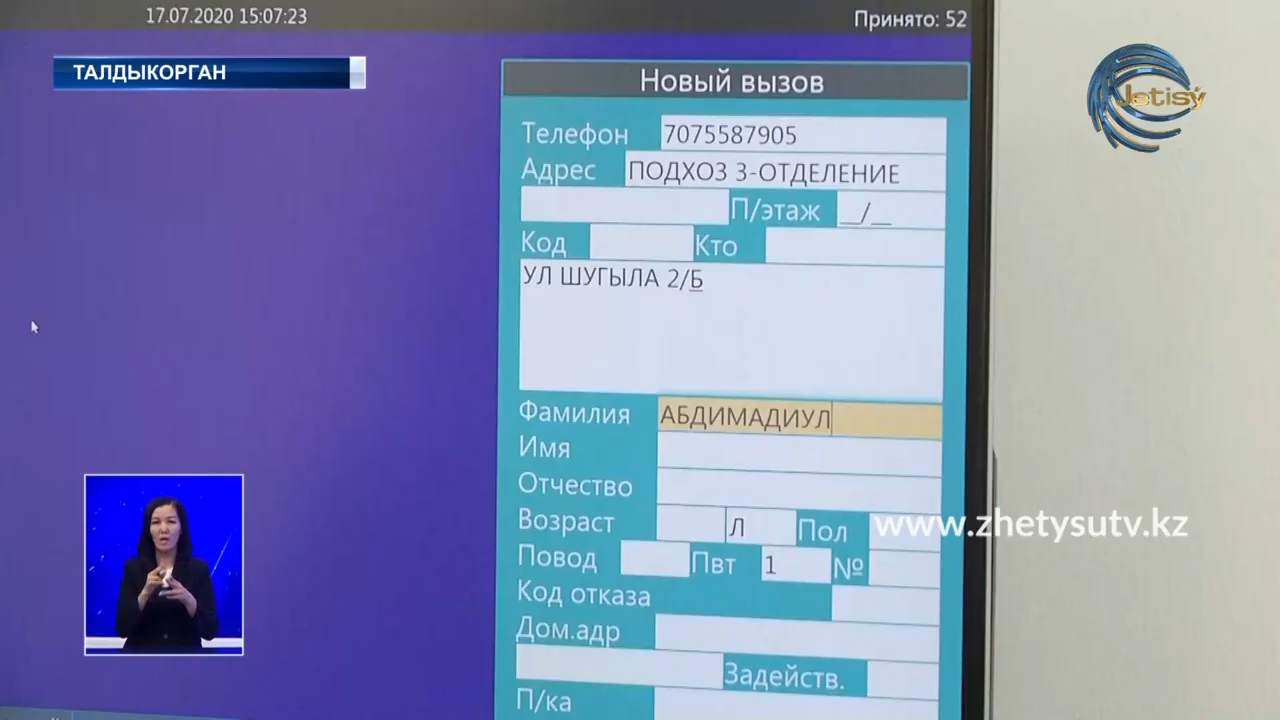 17.07.2020 15:07:23
Принято: 52
ТАЛДЫКОРГАН
Jetisý
Новый вызов
Телефон 7075587905
Адрес ПОДХОЗ 3-ОТДЕЛЕНИЕ
П/этаж __/__
Код Кто
УЛ ШУГЫЛА 2/Б
Фамилия АБДИМАДИУЛ
Имя
Отчество
Возраст Л Пол
www.zhetysutv.kz
Повод Пвт 1 №
Код отказа
Дом.адр
Задейств.
П/ка